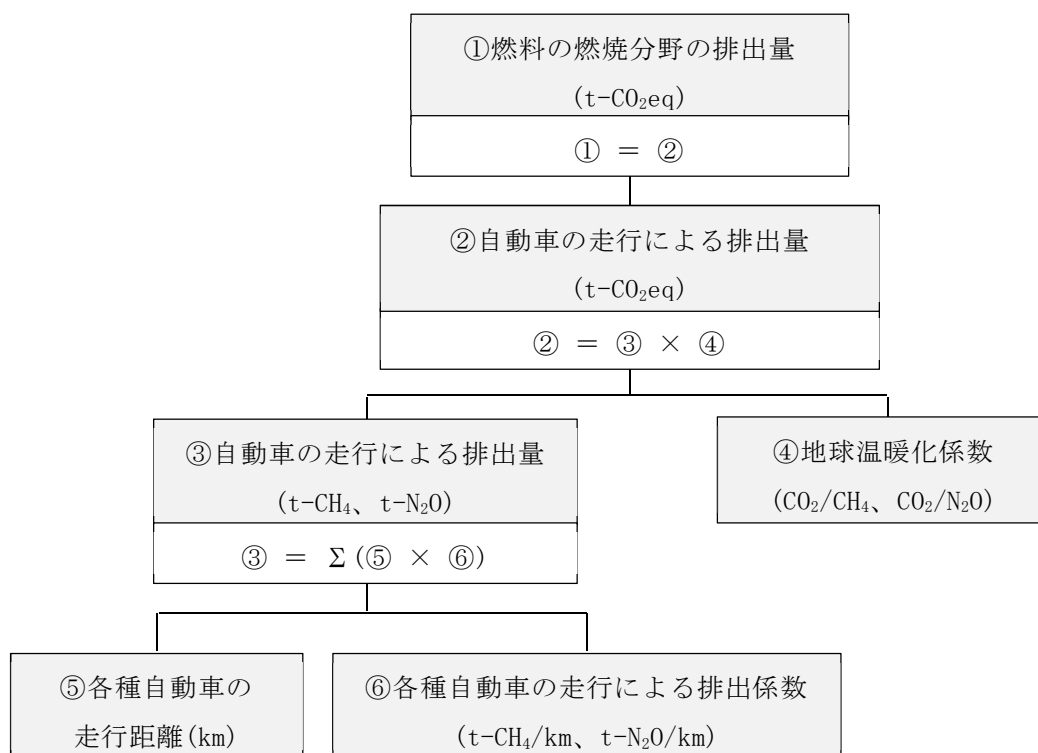 ①燃料の燃焼分野の排出量
(t-CO₂eq)
① = ②
②自動車の走行による排出量
(t-CO₂eq)
② = ③ × ④
③自動車の走行による排出量
(t-CH₄、t-N₂O)
③ = Σ(⑤ × ⑥)
④地球温暖化係数
(CO₂/CH₄、CO₂/N₂O)
⑤各種自動車の
走行距離(km)
⑥各種自動車の走行による排出係数
(t-CH₄/km、t-N₂O/km)